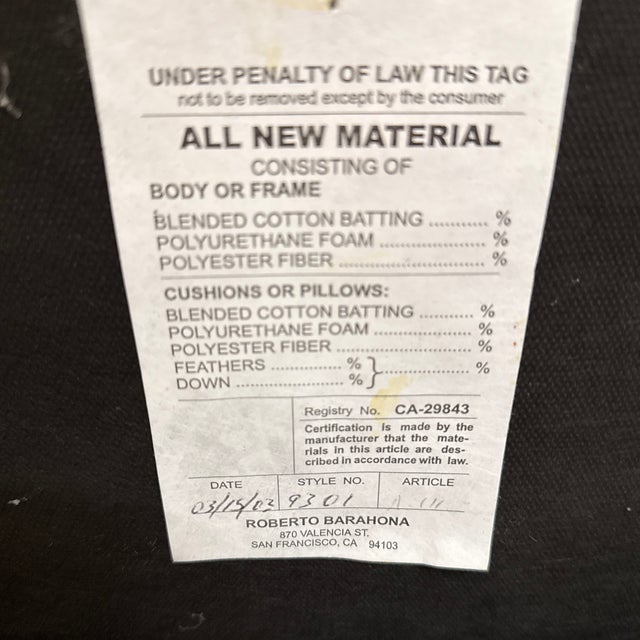 UNDER PENALTY OF LAW THIS TAG
not to be removed except by the consumer
ALL NEW MATERIAL
CONSISTING OF
BODY OR FRAME
BLENDED COTTON BATTING ........... %
POLYURETHANE FOAM .................... %
POLYESTER FIBER ............................ %
CUSHIONS OR PILLOWS:
BLENDED COTTON BATTING ........... %
POLYURETHANE FOAM .................... %
POLYESTER FIBER ............................ %
FEATHERS .................. %
DOWN .......................... % } ..................... %
Registry No. CA-29843
Certification is made by the
manufacturer that the mate-
rials in this article are des-
cribed in accordance with law.
DATE STYLE NO. ARTICLE
03/15/03 9301
ROBERTO BARAHONA
870 VALENCIA ST,
SAN FRANCISCO, CA 94103